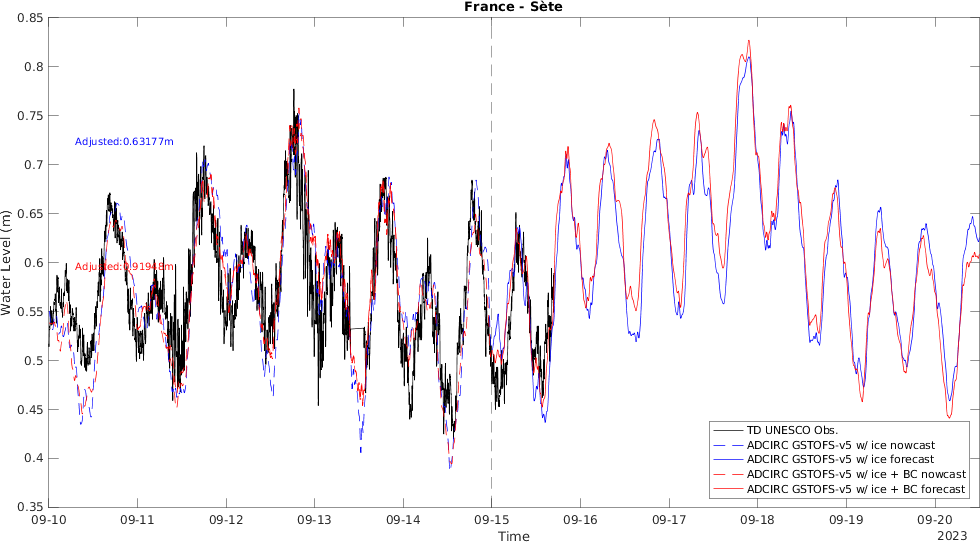 France - Sète
0.85
0.8
0.75
0.7
0.65
0.6
0.55
0.5
0.45
0.4
0.35
Water Level (m)
Adjusted:0.63177m
TD UNESCO Obs.
ADCIRC GSTOFS-v5 w/ ice nowcast
ADCIRC GSTOFS-v5 w/ ice forecast
ADCIRC GSTOFS-v5 w/ ice + BC nowcast
ADCIRC GSTOFS-v5 w/ ice + BC forecast
09-10 09-11 09-12 09-13 09-14 09-15 09-16 09-17 09-18 09-19 09-20
Time
2023